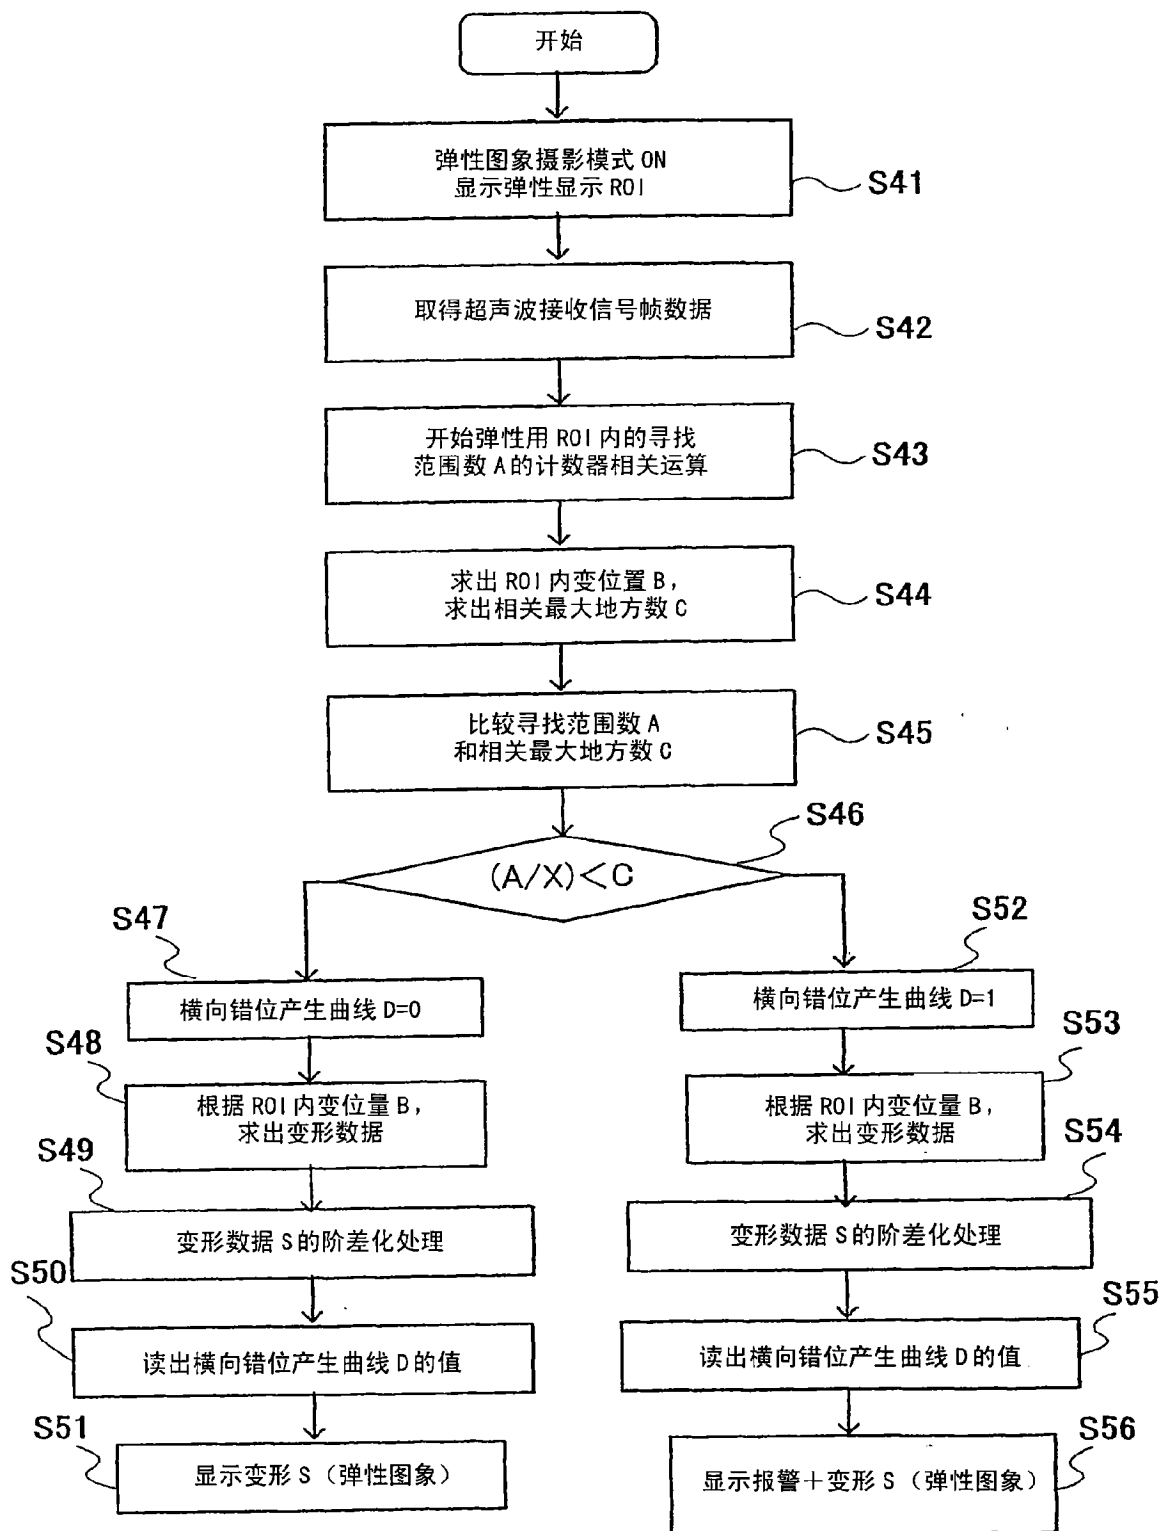 开始
弹性图象摄影模式 ON
显示弹性显示 ROI
S41
取得超声波接收信号帧数据
S42
开始弹性用 ROI 内的寻找
范围数 A 的计数器相关运算
S43
求出 ROI 内变位置 B，
求出相关最大地方数 C
S44
比较寻找范围数 A
和相关最大地方数 C
S45
S46
(A/X)＜C
S47
横向错位产生曲线 D=0
S48
根据 ROI 内变位量 B，
求出变形数据
S49
变形数据 S 的阶差化处理
S50
读出横向错位产生曲线 D 的值
S51
显示变形 S（弹性图象）
S52
横向错位产生曲线 D=1
S53
根据 ROI 内变位量 B，
求出变形数据
S54
变形数据 S 的阶差化处理
S55
读出横向错位产生曲线 D 的值
S56
显示报警＋变形 S（弹性图象）